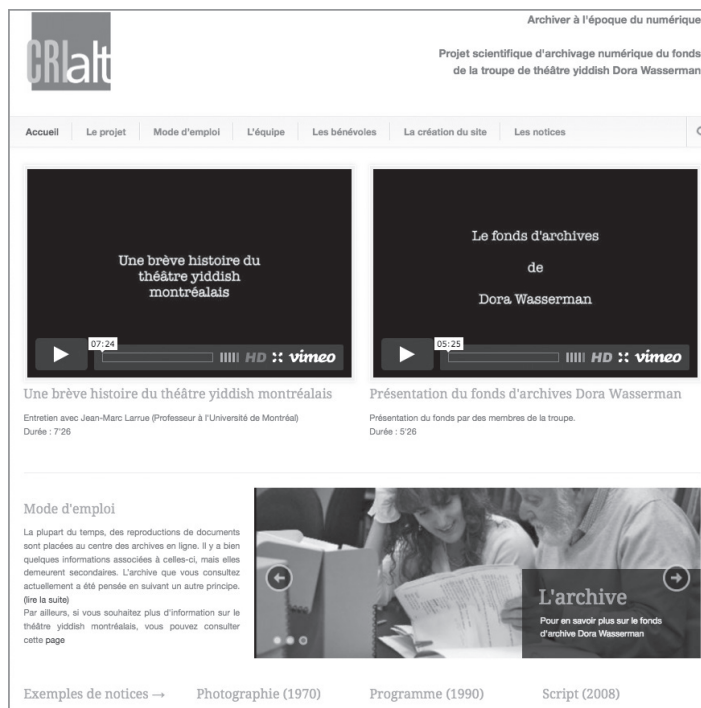 CRIalt
Archiver à l'époque du numérique
Projet scientifique d'archivage numérique du fonds
de la troupe de théâtre yiddish Dora Wasserman
Accueil Le projet Mode d'emploi L'équipe Les bénévoles La création du site Les notices
Une brève histoire du
théâtre yiddish
montréalais
07:24
HD vimeo
Le fonds d'archives
de
Dora Wasserman
05:25
HD vimeo
Une brève histoire du théâtre yiddish montréalais
Entretien avec Jean-Marc Larrue (Professeur à l'Université de Montréal)
Durée : 7'26
Présentation du fonds d'archives Dora Wasserman
Présentation du fonds par des membres de la troupe.
Durée : 5'26
Mode d'emploi
La plupart du temps, des reproductions de documents
sont placées au centre des archives en ligne. Il y a bien
quelques informations associées à celles-ci, mais elles
demeurent secondaires. L'archive que vous consultez
actuellement a été pensée en suivant un autre principe.
(lire la suite)
Par ailleurs, si vous souhaitez plus d'information sur le
théâtre yiddish montréalais, vous pouvez consulter
cette page
L'archive
Pour en savoir plus sur le fonds
d'archive Dora Wasserman
Exemples de notices → Photographie (1970) Programme (1990) Script (2008)